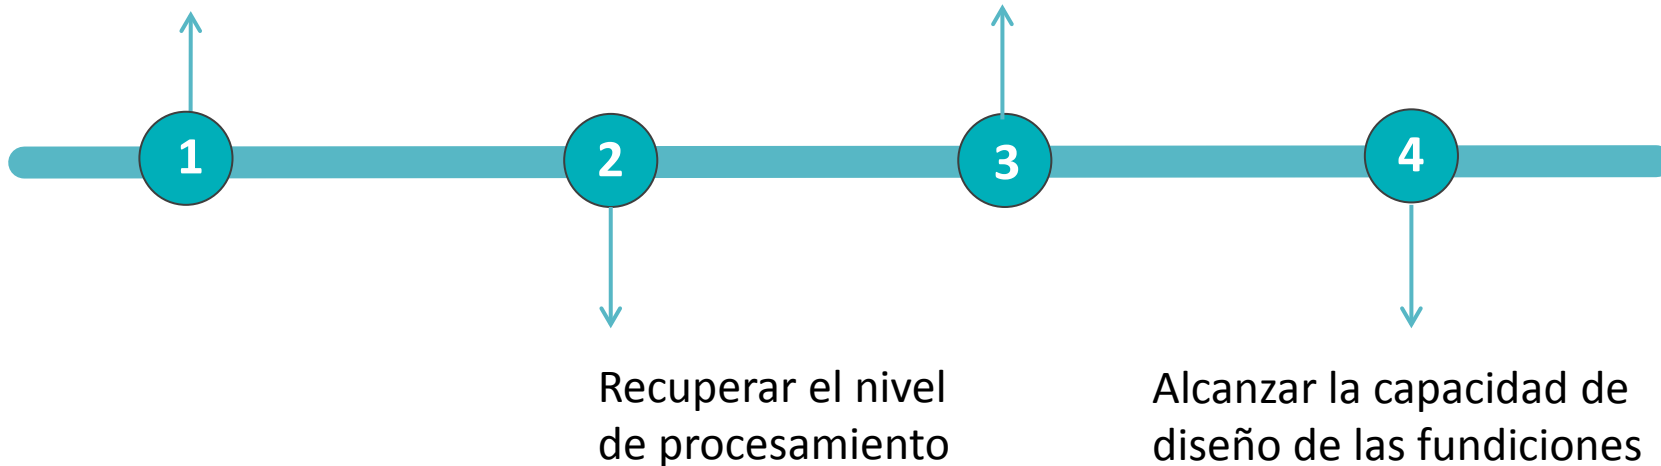 1
2
3
4
Recuperar el nivel
de procesamiento
Alcanzar la capacidad de
diseño de las fundiciones